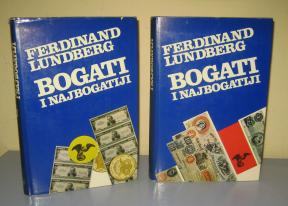 FERDINAND
LUNDBERG
BOGATI
I NAJBOGATIJI
FERDINAND
LUNDBERG
BOGATI
I NAJBOGATIJI